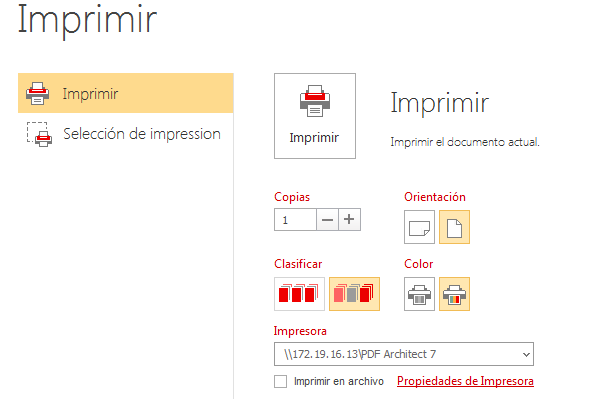 Imprimir
Imprimir
Selección de impression
Imprimir
Imprimir
Imprimir el documento actual.
Copias
Orientación
1
Clasificar
Color
Impresora
\\172.19.16.13\PDF Architect 7
Imprimir en archivo
Propiedades de Impresora